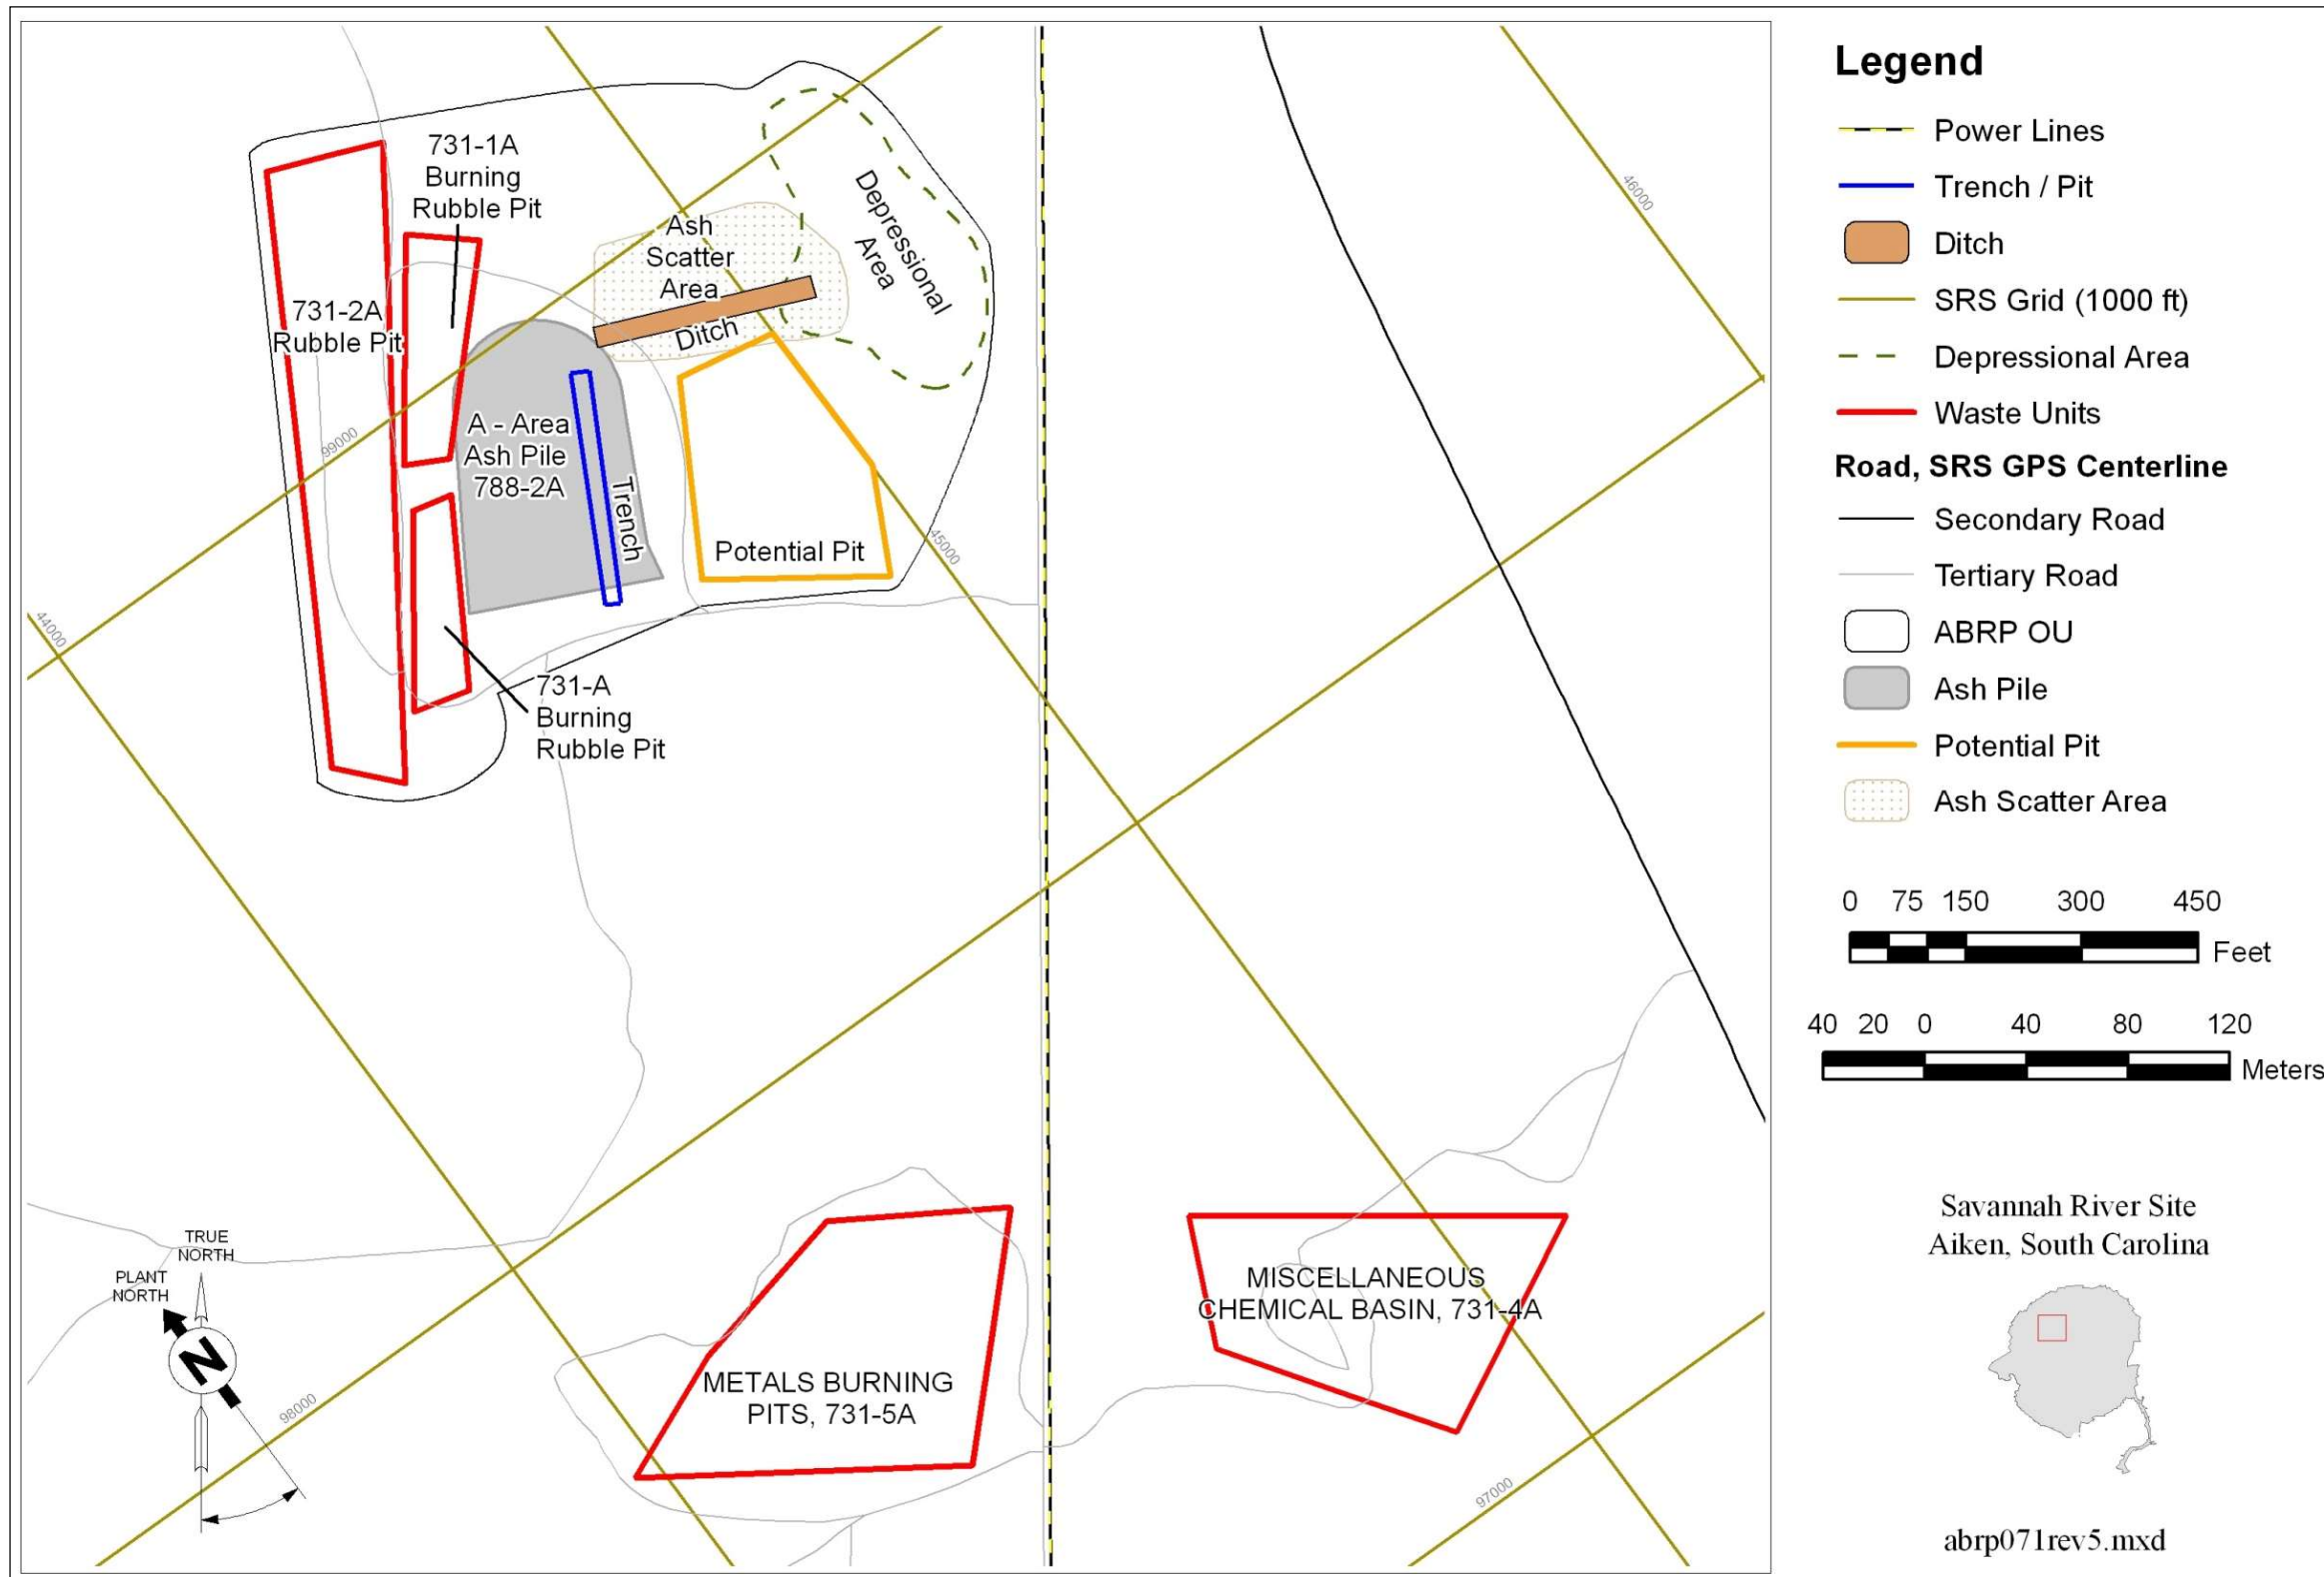 731-1A
Burning
Rubble Pit
731-2A
Rubble Pit
Ash
Scatter
Area
Ditch
Depressional
Area
A - Area
Ash Pile
788-2A
Trench
Potential Pit
731-A
Burning
Rubble Pit
99000
44000
45000
46000
98000
97000
TRUE
NORTH
PLANT
NORTH
N
METALS BURNING
PITS, 731-5A
MISCELLANEOUS
CHEMICAL BASIN, 731-4A
Legend
Power Lines
Trench / Pit
Ditch
SRS Grid (1000 ft)
Depressional Area
Waste Units
Road, SRS GPS Centerline
Secondary Road
Tertiary Road
ABRP OU
Ash Pile
Potential Pit
Ash Scatter Area
0 75 150 300 450
Feet
40 20 0 40 80 120
Meters
Savannah River Site
Aiken, South Carolina
abrp071rev5.mxd